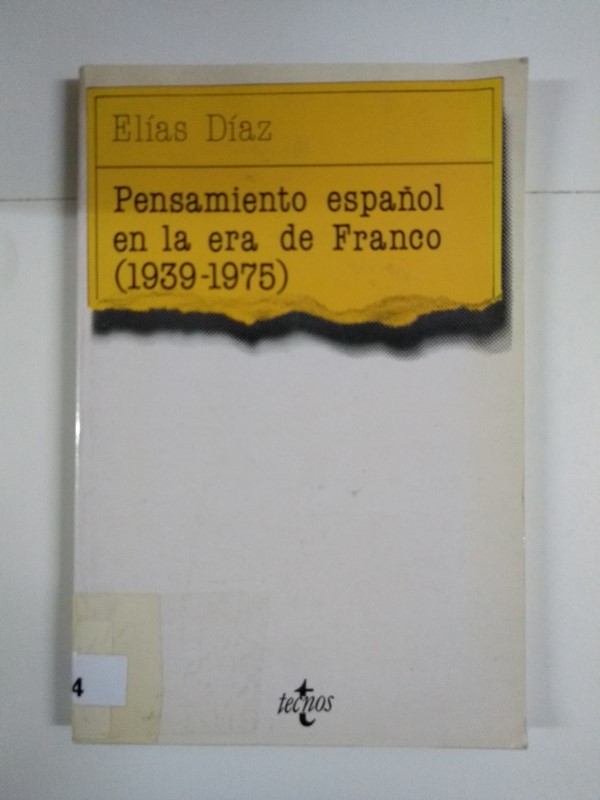 Elías Díaz
Pensamiento español
en la era de Franco
(1939-1975)
4
tecnos